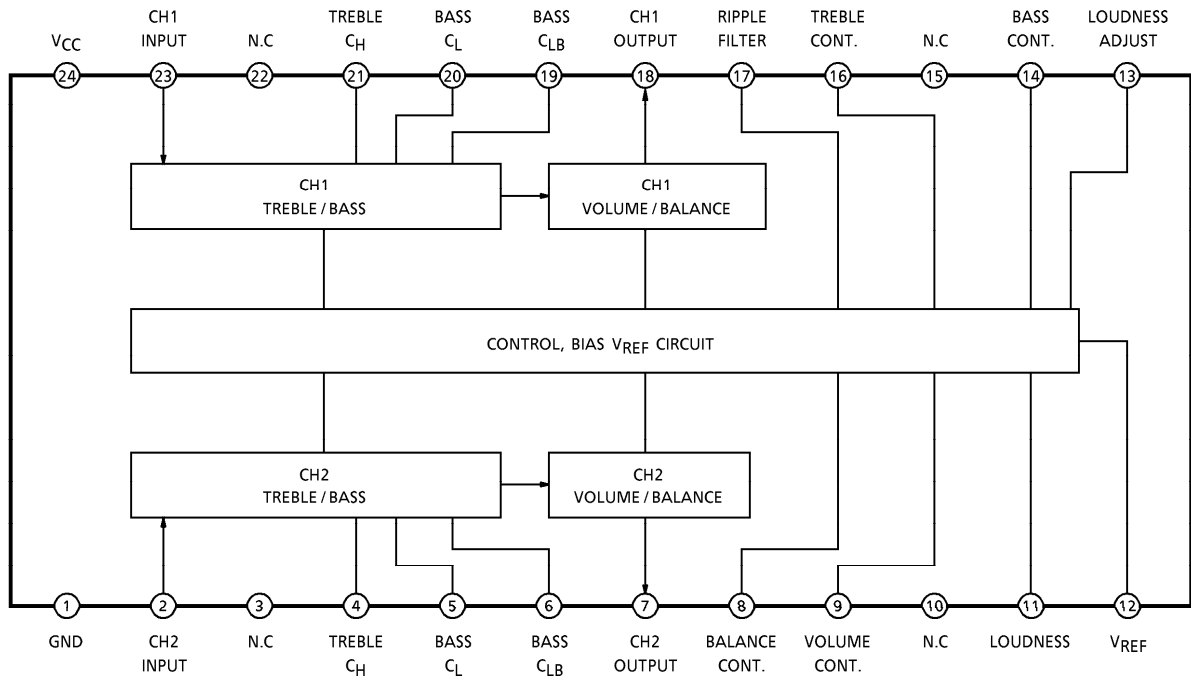 CH1 TREBLE BASS BASS CH1 RIPPLE TREBLE BASS LOUDNESS
VCC INPUT N.C CH CL CLB OUTPUT FILTER CONT. N.C CONT. ADJUST
24 23 22 21 20 19 18 17 16 15 14 13
CH1 CH1
TREBLE / BASS VOLUME / BALANCE
CONTROL, BIAS VREF CIRCUIT
CH2 CH2
TREBLE / BASS VOLUME / BALANCE
1 2 3 4 5 6 7 8 9 10 11 12
GND CH2 N.C TREBLE BASS BASS CH2 BALANCE VOLUME N.C LOUDNESS VREF
INPUT CH CL CLB OUTPUT CONT. CONT.